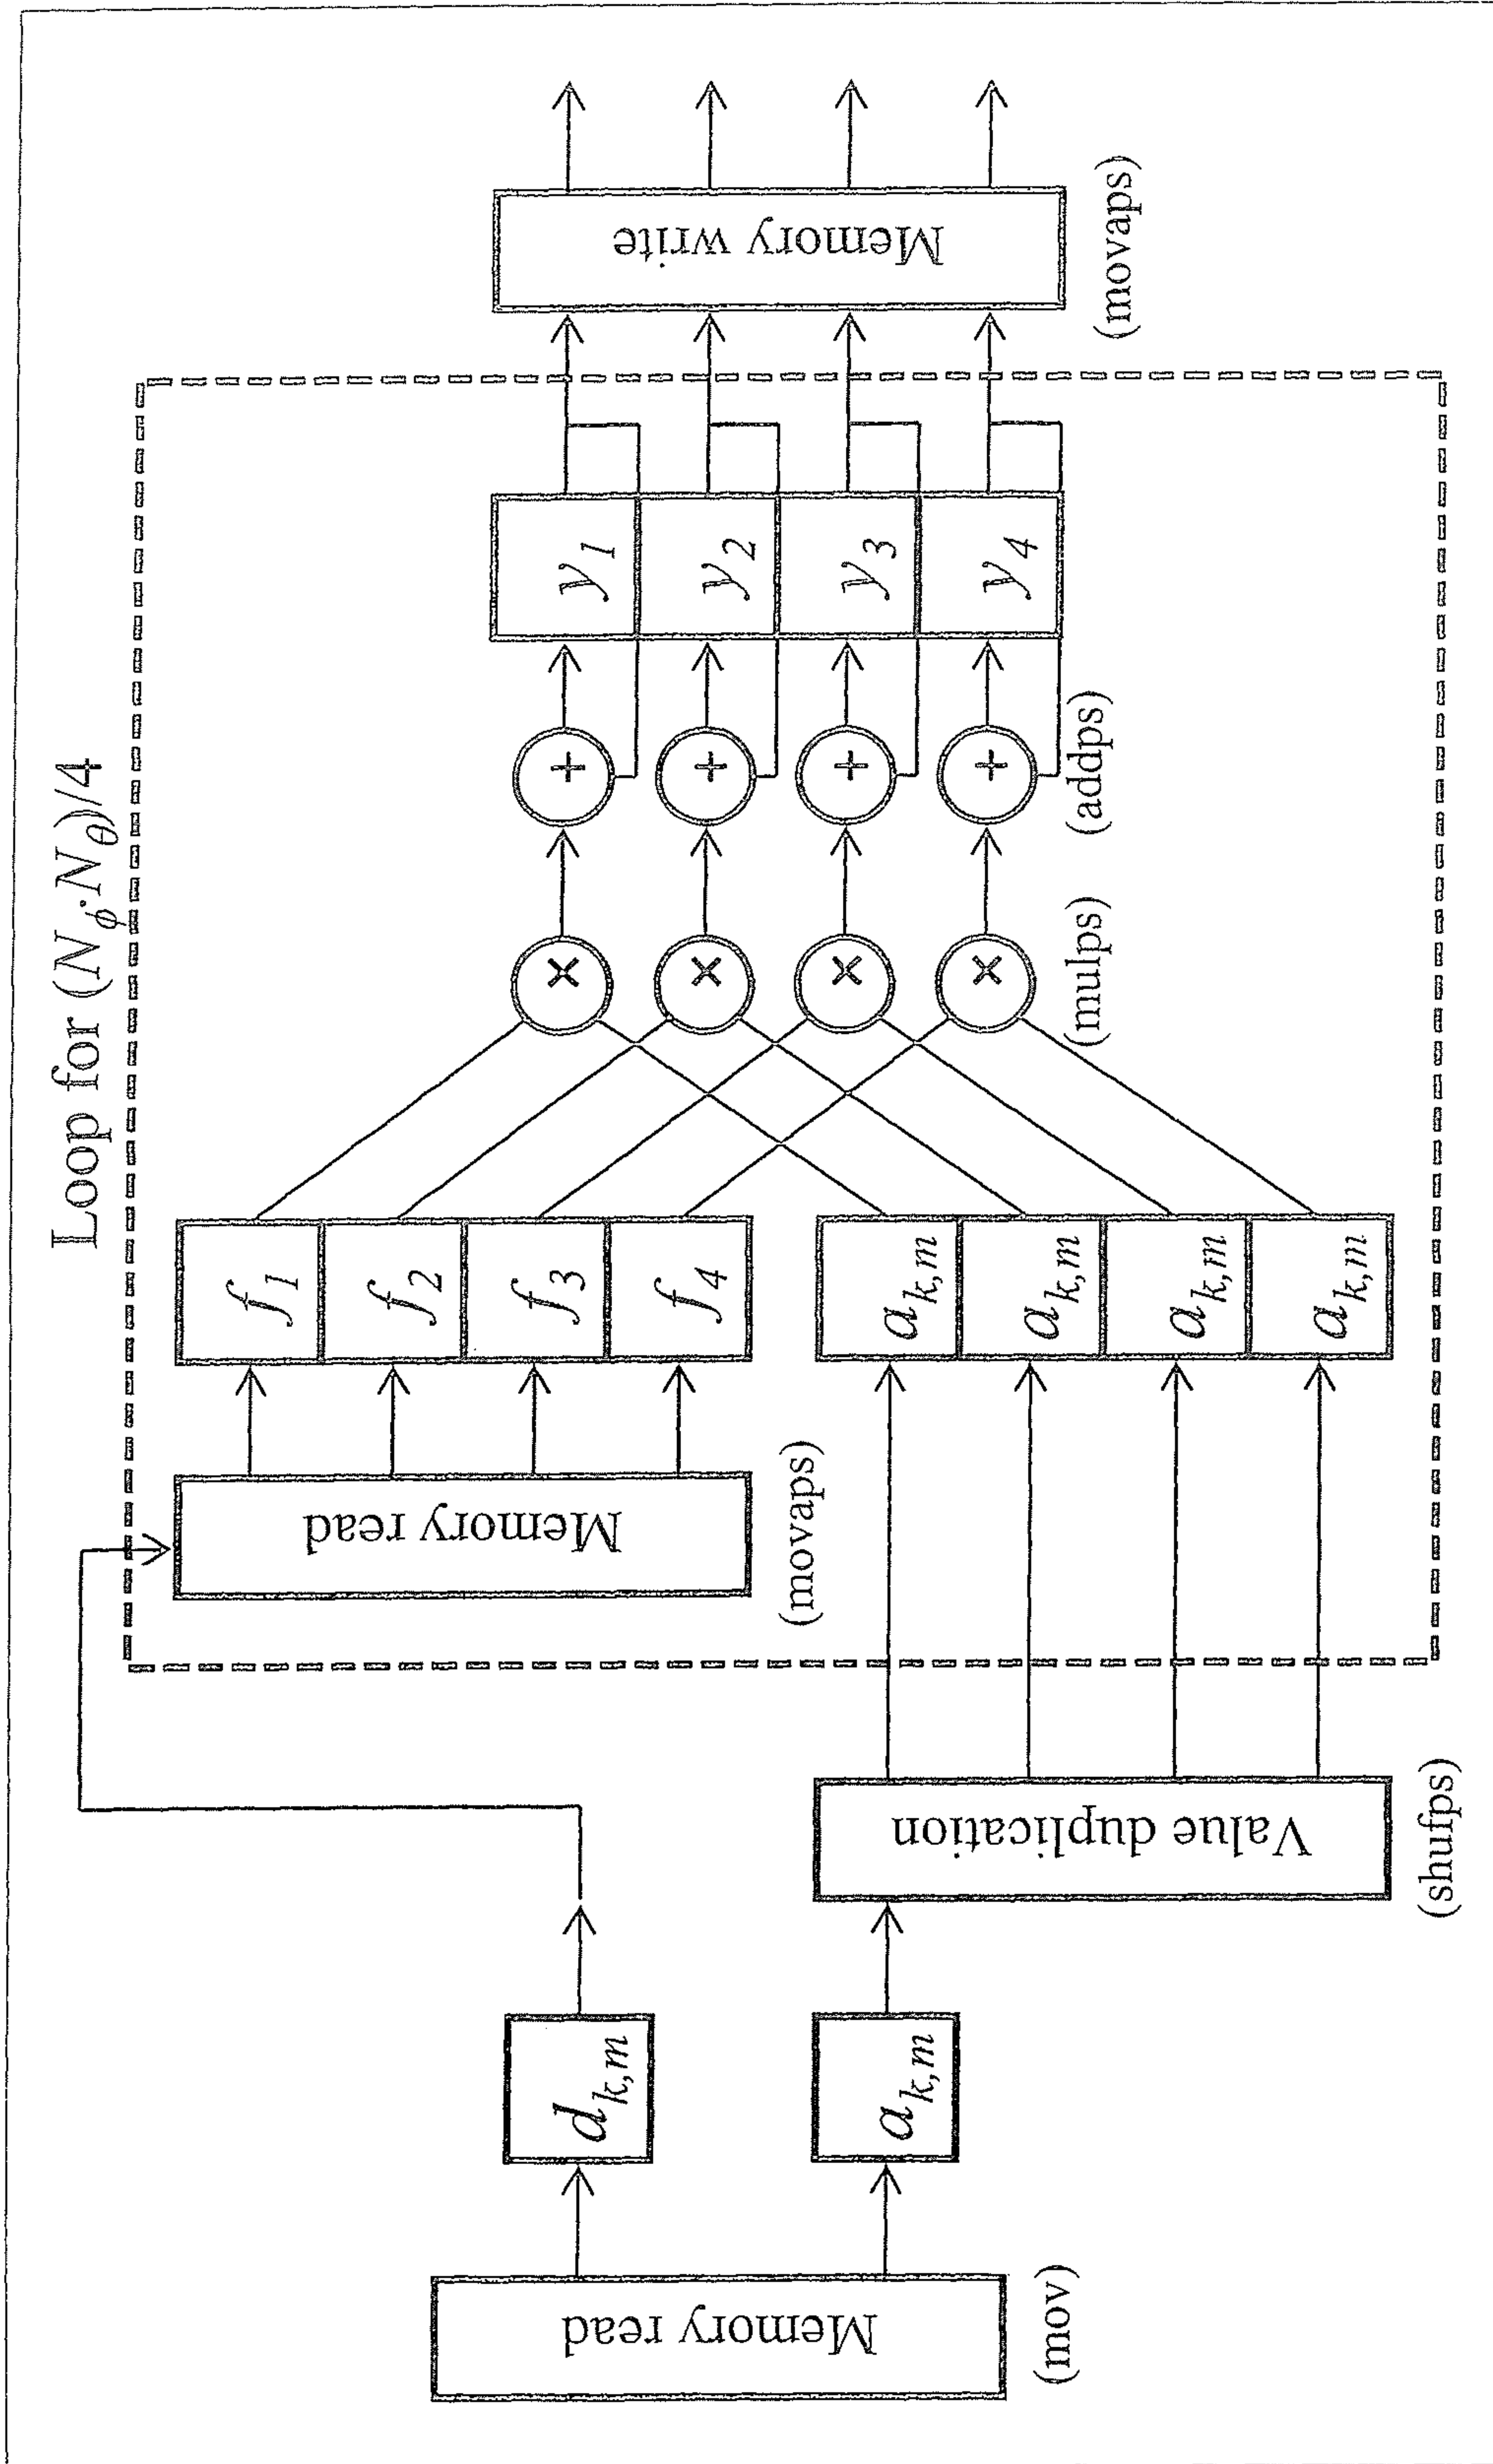 Loop for (N_ϕ·N_θ)/4
Memory read
(mov)
d_k,m
a_k,m
Value duplication
(shufps)
Memory read
(movaps)
f_1
f_2
f_3
f_4
a_k,m
a_k,m
a_k,m
a_k,m
×
×
×
×
(mulps)
+
+
+
+
(addps)
y_1
y_2
y_3
y_4
Memory write
(movaps)